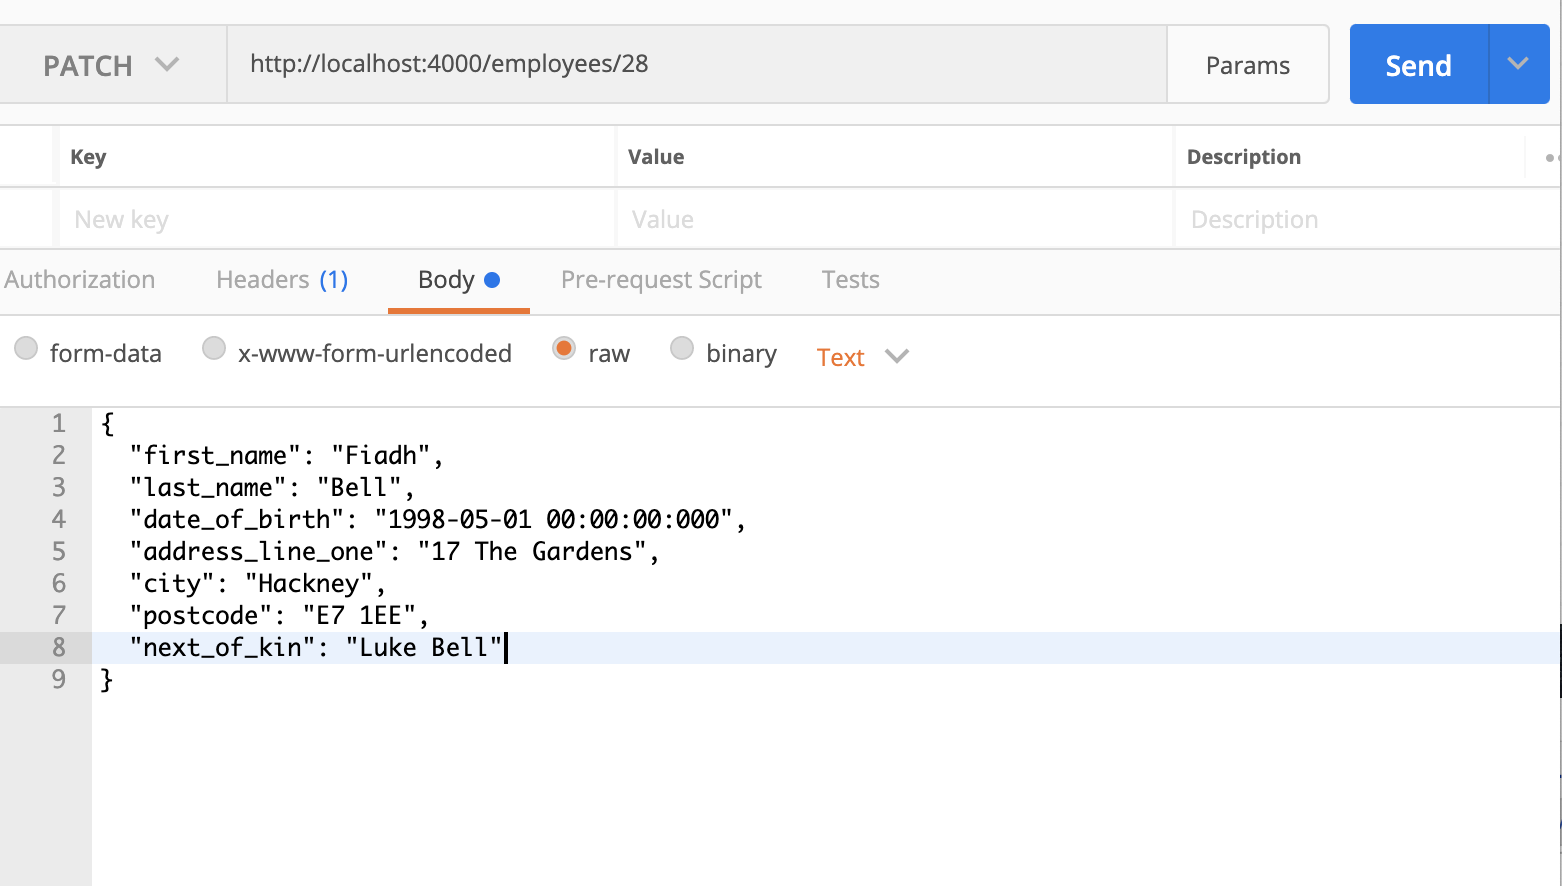 PATCH http://localhost:4000/employees/28 Params Send
Key Value Description
New key Value Description
Authorization Headers (1) Body Pre-request Script Tests
form-data x-www-form-urlencoded raw binary Text
1 {
2 "first_name": "Fiadh",
3 "last_name": "Bell",
4 "date_of_birth": "1998-05-01 00:00:00:000",
5 "address_line_one": "17 The Gardens",
6 "city": "Hackney",
7 "postcode": "E7 1EE",
8 "next_of_kin": "Luke Bell"
9 }